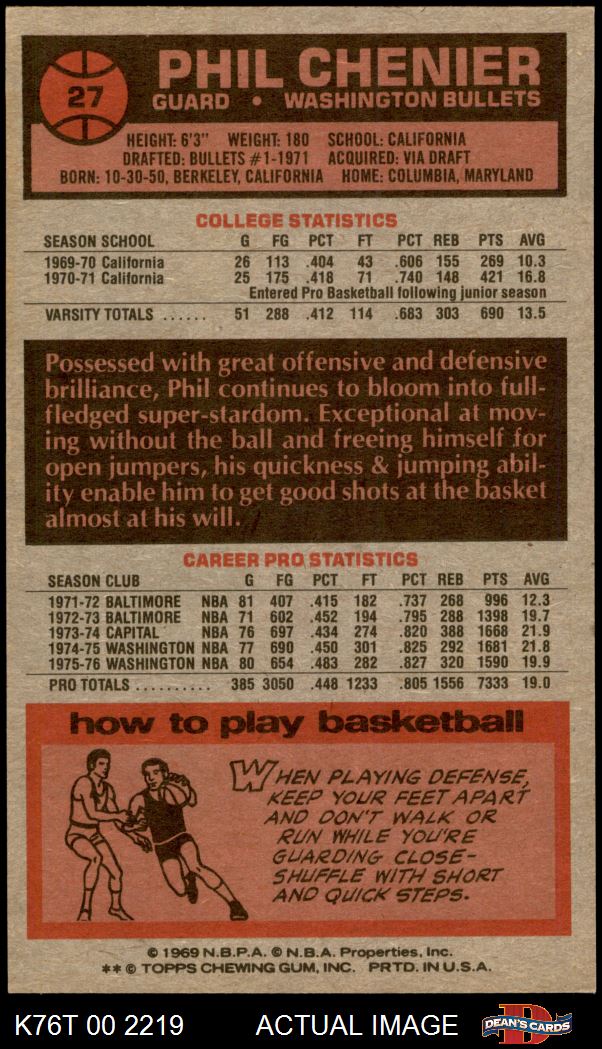 27
PHIL CHENIER
GUARD • WASHINGTON BULLETS
HEIGHT: 6'3" WEIGHT: 180 SCHOOL: CALIFORNIA
DRAFTED: BULLETS #1-1971 ACQUIRED: VIA DRAFT
BORN: 10-30-50, BERKELEY, CALIFORNIA HOME: COLUMBIA, MARYLAND
COLLEGE STATISTICS
SEASON SCHOOL G FG PCT FT PCT REB PTS AVG
1969-70 California 26 113 .404 43 .606 155 269 10.3
1970-71 California 25 175 .418 71 .740 148 421 16.8
Entered Pro Basketball following junior season
VARSITY TOTALS ...... 51 288 .412 114 .683 303 690 13.5
Possessed with great offensive and defensive
brilliance, Phil continues to bloom into full-
fledged super-stardom. Exceptional at mov-
ing without the ball and freeing himself for
open jumpers, his quickness & jumping abil-
ity enable him to get good shots at the basket
almost at his will.
CAREER PRO STATISTICS
SEASON CLUB G FG PCT FT PCT REB PTS AVG
1971-72 BALTIMORE NBA 81 407 .415 182 .737 268 996 12.3
1972-73 BALTIMORE NBA 71 602 .452 194 .795 288 1398 19.7
1973-74 CAPITAL NBA 76 697 .434 274 .820 388 1668 21.9
1974-75 WASHINGTON NBA 77 690 .450 301 .825 292 1681 21.8
1975-76 WASHINGTON NBA 80 654 .483 282 .827 320 1590 19.9
PRO TOTALS .......... 385 3050 .448 1233 .805 1556 7333 19.0
how to play basketball
WHEN PLAYING DEFENSE,
KEEP YOUR FEET APART
AND DON'T WALK OR
RUN WHILE YOU'RE
GUARDING CLOSE-
SHUFFLE WITH SHORT
AND QUICK STEPS.
© 1969 N.B.P.A. © N.B.A. Properties, Inc.
** © TOPPS CHEWING GUM, INC. PRTD. IN U.S.A.
K76T 00 2219 ACTUAL IMAGE
D
DEAN'S CARDS